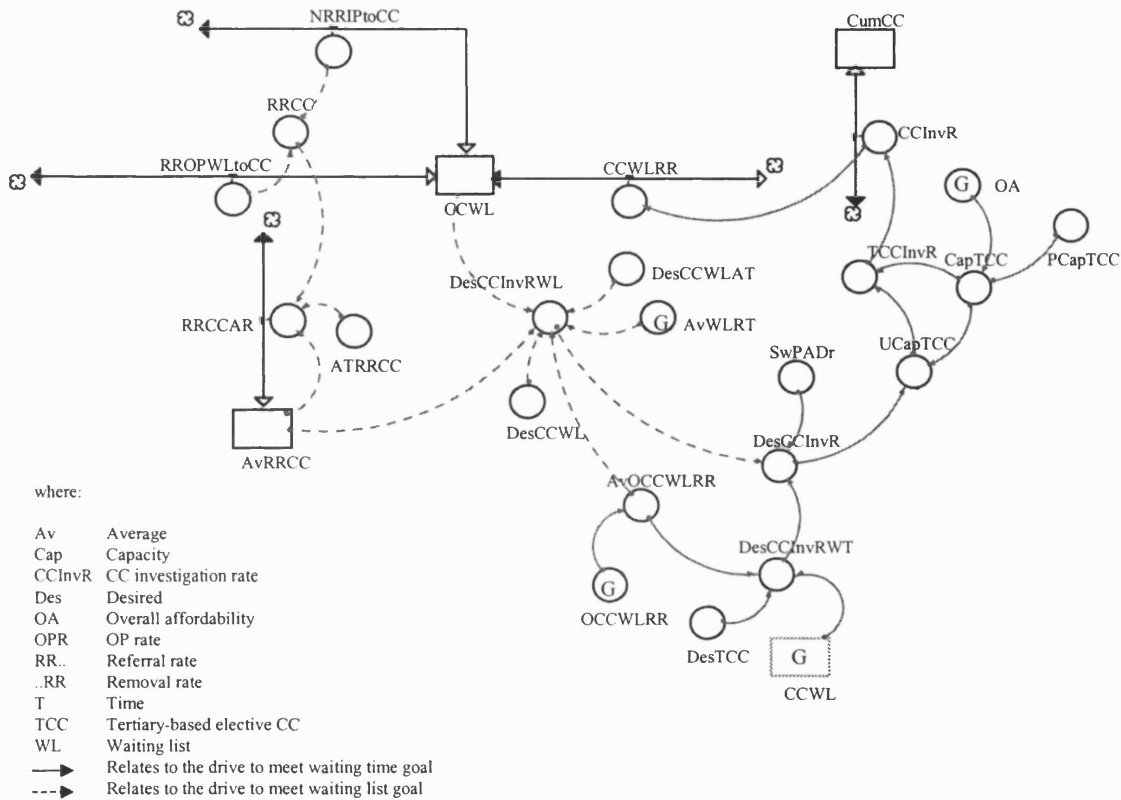 NRRIPtoCC
CumCC
RRCC
CCInvR
RROPWLtoCC
CCWLRR
G OA
OCWL
TCCInvR
CapTCC
PCapTCC
DesCCInvRWL
DesCCWLAT
RRCCAR
G AvWLRT
ATRRCC
UCapTCC
SwPADr
DesCCWL
DesCCInvR
AvRRCC
AvOCCWLRR
DesCCInvRWT
G
OCCWLRR
DesTCC
G
CCWL
where:
Av Average
Cap Capacity
CCInvR CC investigation rate
Des Desired
OA Overall affordability
OPR OP rate
RR.. Referral rate
..RR Removal rate
T Time
TCC Tertiary-based elective CC
WL Waiting list
Relates to the drive to meet waiting time goal
Relates to the drive to meet waiting list goal